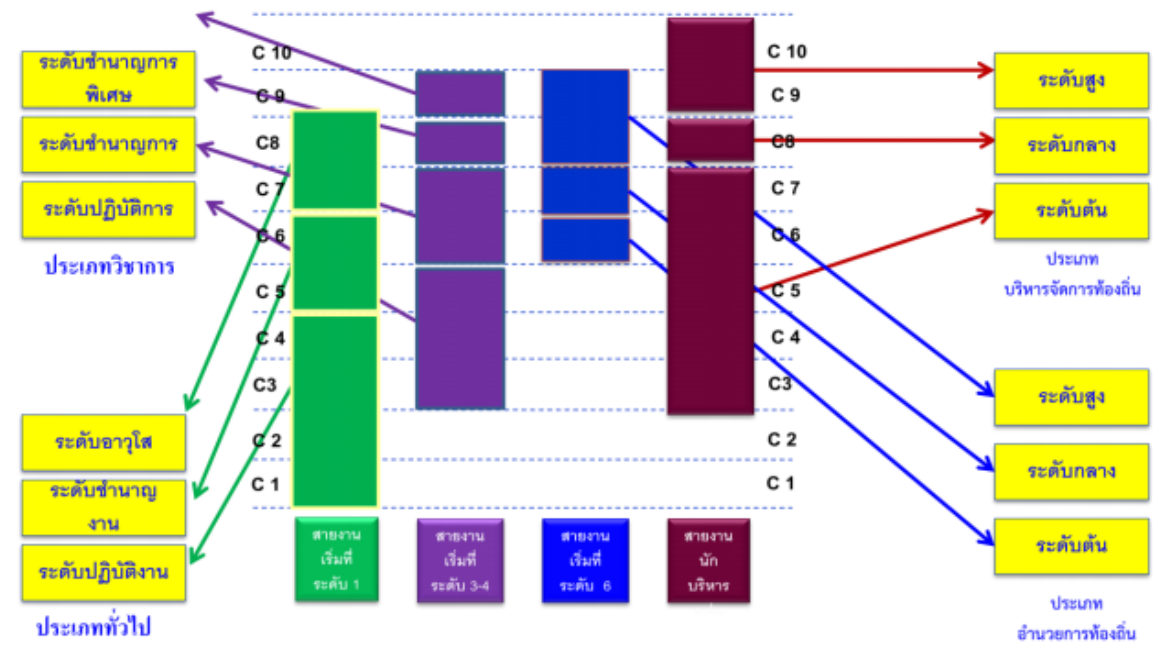 C 10
C 9
C8
C 7
C 6
C 5
C 4
C3
C 2
C 1
C 10
C 9
C8
C 7
C 6
C 5
C 4
C3
C 2
C 1
ระดับชำนาญการ
พิเศษ
ระดับชำนาญการ
ระดับปฏิบัติการ
ประเภทวิชาการ
ระดับอาวุโส
ระดับชำนาญ
งาน
ระดับปฏิบัติงาน
ประเภททั่วไป
สายงาน
เริ่มที่
ระดับ 1
สายงาน
เริ่มที่
ระดับ 3-4
สายงาน
เริ่มที่
ระดับ 6
สายงาน
นัก
บริหาร
ระดับสูง
ระดับกลาง
ระดับต้น
ประเภท
บริหารจัดการท้องถิ่น
ระดับสูง
ระดับกลาง
ระดับต้น
ประเภท
อำนวยการท้องถิ่น